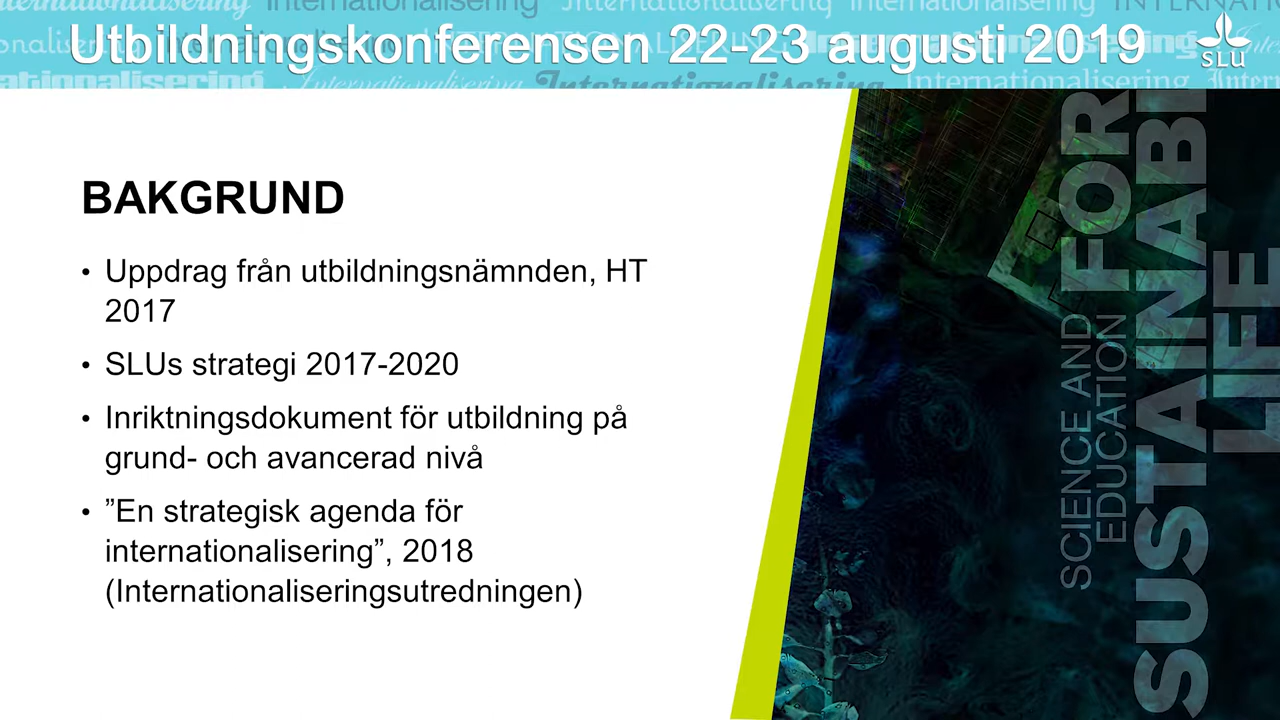 Utbildningskonferensen 22-23 augusti 2019
SLU
BAKGRUND
• Uppdrag från utbildningsnämnden, HT
2017
• SLUs strategi 2017-2020
• Inriktningsdokument för utbildning på
grund- och avancerad nivå
• ”En strategisk agenda för
internationalisering”, 2018
(Internationaliseringsutredningen)
SCIENCE AND
EDUCATION
FOR
SUSTAINABL
LIFE